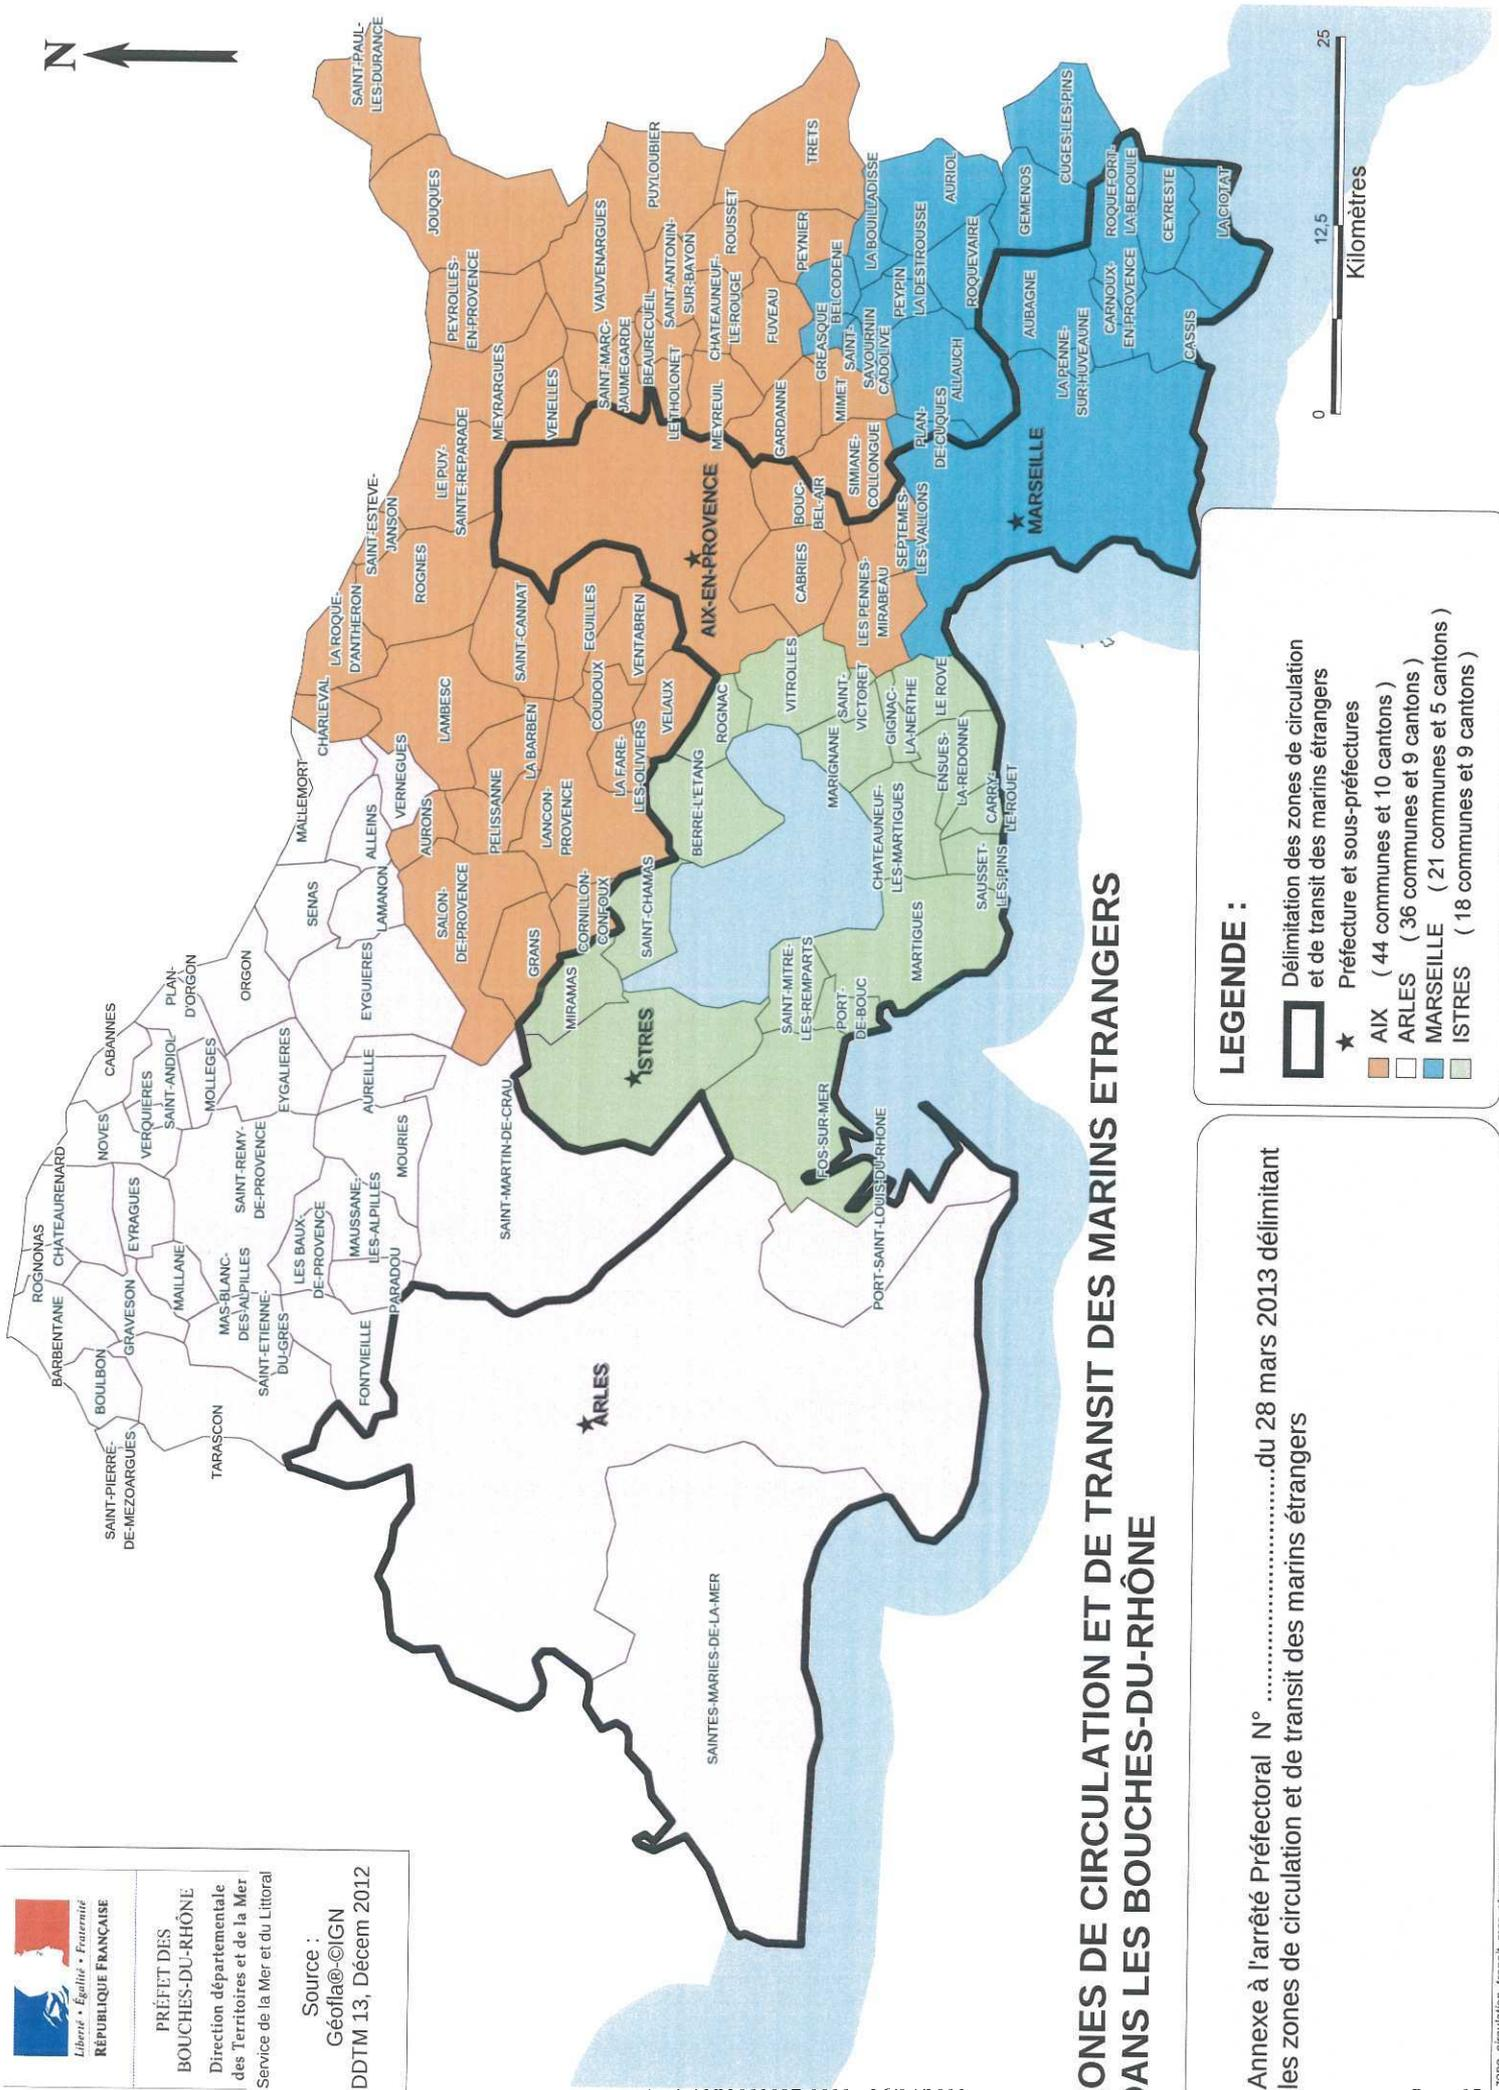 Liberté • Égalité • Fraternité
RÉPUBLIQUE FRANÇAISE
PRÉFET DES
BOUCHES-DU-RHÔNE
Direction départementale
des Territoires et de la Mer
Service de la Mer et du Littoral
Source :
Géofla®-©IGN
DDTM 13, Décem 2012
N
ROGNONAS
BARBENTANE
CHATEAURENARD
NOVES
CABANNES
BOULBON
GRAVESON
EYRAGUES
VERQUIERES
SAINT-ANDIOL
PLAN-
D'ORGON
SAINT-PIERRE-
DE-MEZOARGUES
MAILLANE
MOLLEGES
ORGON
TARASCON
MAS-BLANC-
DES-ALPILLES
SAINT-ETIENNE-
DU-GRES
SAINT-REMY-
DE-PROVENCE
EYGALIERES
SENAS
MALLEMORT
LES BAUX-
DE-PROVENCE
FONTVIEILLE
PARADOU
MAUSSANE-
LES-ALPILLES
MOURIES
AUREILLE
EYGUIERES
LAMANON
ALLEINS
VERNEGUES
CHARLEVAL
LA ROQUE-
D'ANTHERON
SAINT-ESTEVE-
JANSON
SAINT-PAUL-
LES-DURANCE
JOUQUES
PEYROLLES-
EN-PROVENCE
MEYRARGUES
LE PUY-
SAINTE-REPARADE
ROGNES
LAMBESC
AURONS
SALON-
DE-PROVENCE
PELISSANNE
LA BARBEN
SAINT-CANNAT
VENELLES
VAUVENARGUES
SAINT-MARC-
JAUMEGARDE
PUYLOUBIER
SAINT-MARTIN-DE-CRAU
GRANS
LANCON-
PROVENCE
COUDOUX
EGUILLES
CORNILLON-
CONFOUX
LA FARE-
LES-OLIVIERS
VENTABREN
VELAUX
BEAURECUEIL
LE-THOLONET
SAINT-ANTONIN-
SUR-BAYON
CHATEAUNEUF-
LE-ROUGE
ROUSSET
TRETS
MEYREUIL
FUVEAU
PEYNIER
ARLES
MIRAMAS
SAINT-CHAMAS
ISTRES
BERRE-L'ETANG
ROGNAC
AIX-EN-PROVENCE
GARDANNE
BOUC-
BEL-AIR
CABRIES
VITROLLES
GREASQUE
BELCODENE
MIMET
SAINT-
SAVOURNIN
CADOLIVE
LA BOUILLADISSE
PEYPIN
LA DESTROUSSE
AURIOL
SIMIANE-
COLLONGUE
SAINTES-MARIES-DE-LA-MER
SAINT-MITRE-
LES-REMPARTS
PORT-
DE-BOUC
FOS-SUR-MER
PORT-SAINT-LOUIS-DU-RHONE
MARTIGUES
CHATEAUNEUF-
LES-MARTIGUES
MARIGNANE
SAINT-
VICTORET
GIGNAC-
LA-NERTHE
LES PENNES-
MIRABEAU
SEPTEMES-
LES-VALLONS
PLAN-
DE-CUQUES
ALLAUCH
ROQUEVAIRE
LE ROVE
ENSUES-
LA-REDONNE
CARRY-
LE-ROUET
SAUSSET-
LES-PINS
MARSEILLE
LA PENNE-
SUR-HUVEAUNE
AUBAGNE
GEMENOS
CUGES-LES-PINS
CARNOUX-
EN-PROVENCE
ROQUEFORT-
LA-BEDOULE
CASSIS
CEYRESTE
LA CIOTAT
ONES DE CIRCULATION ET DE TRANSIT DES MARINS ETRANGERS
DANS LES BOUCHES-DU-RHÔNE
0 12,5 25
Kilomètres
LEGENDE :
Délimitation des zones de circulation
et de transit des marins étrangers
Préfecture et sous-préfectures
AIX ( 44 communes et 10 cantons )
ARLES ( 36 communes et 9 cantons )
MARSEILLE ( 21 communes et 5 cantons )
ISTRES ( 18 communes et 9 cantons )
Annexe à l'arrêté Préfectoral N° ..............................du 28 mars 2013 délimitant
les zones de circulation et de transit des marins étrangers